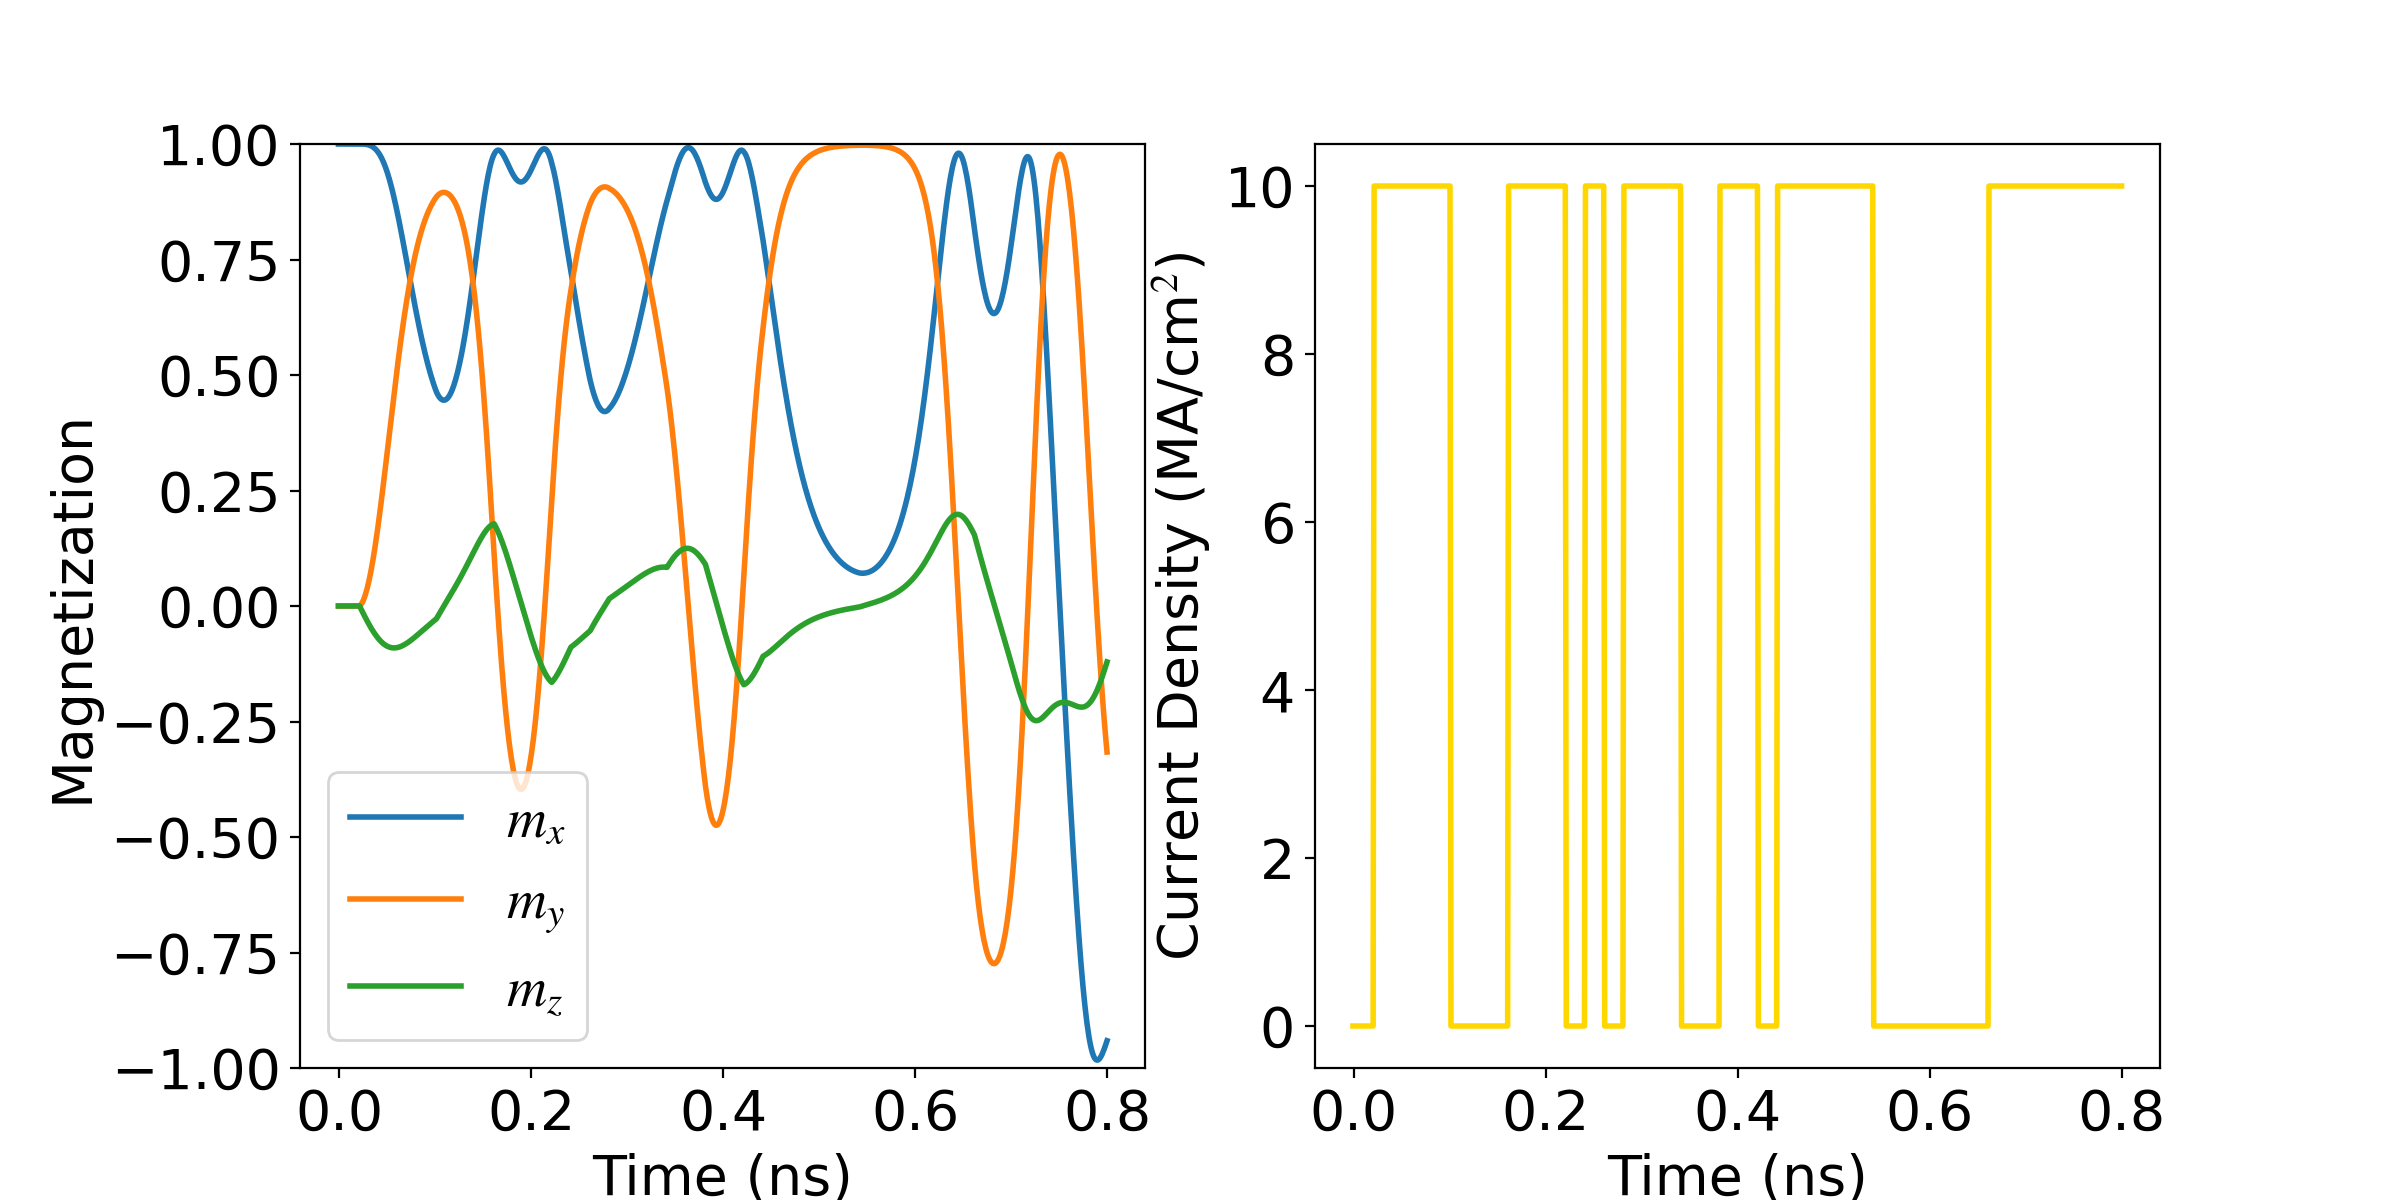 Magnetization
1.00
0.75
0.50
0.25
0.00
−0.25
−0.50
−0.75
−1.00
m_x
m_y
m_z
0.0 0.2 0.4 0.6 0.8
Time (ns)
Current Density (MA/cm²)
10
8
6
4
2
0
0.0 0.2 0.4 0.6 0.8
Time (ns)